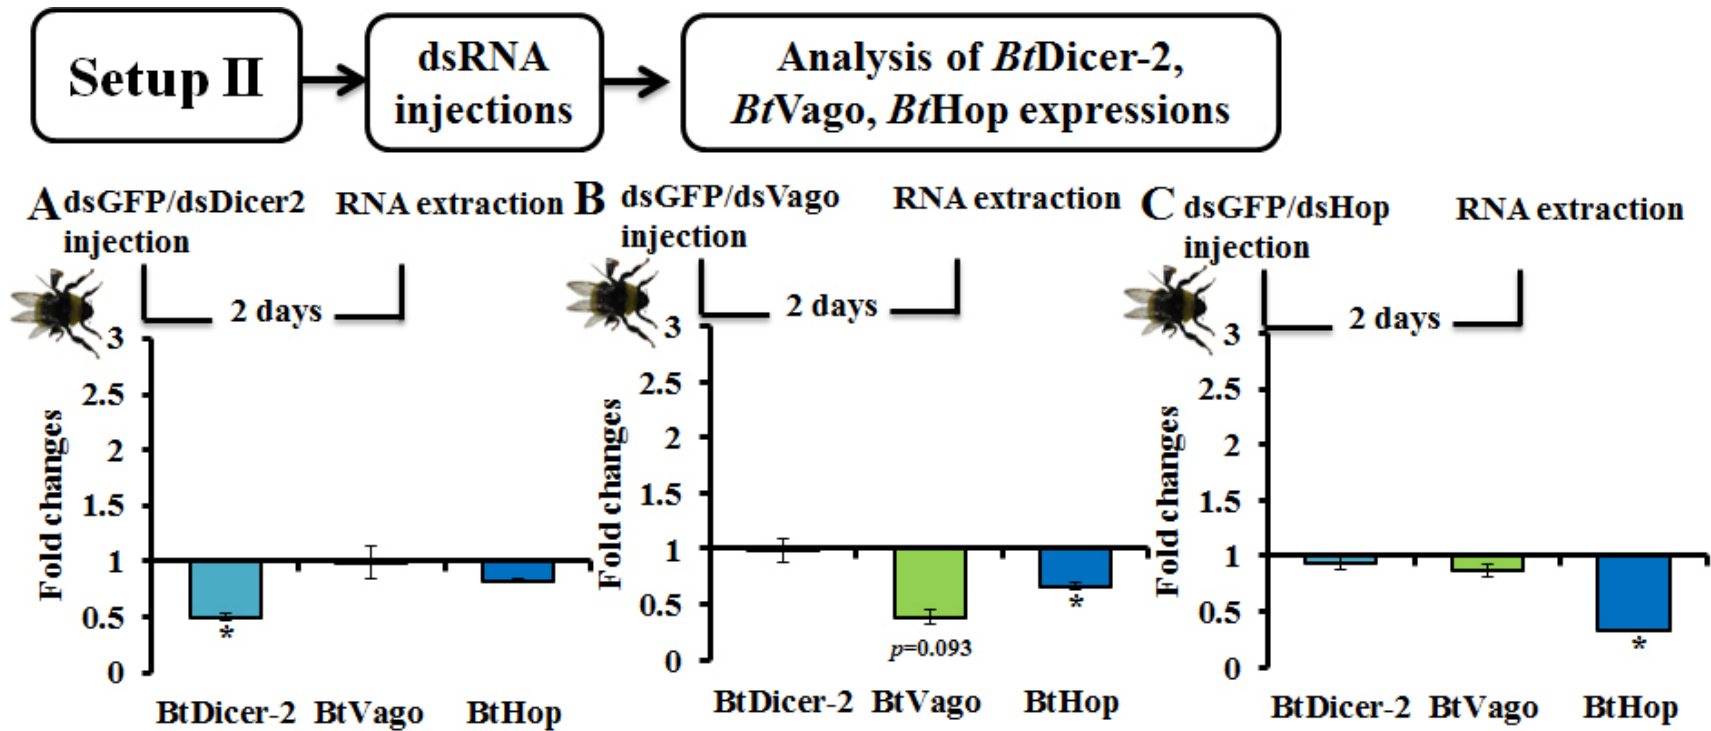 Setup II
dsRNA
injections
Analysis of BtDicer-2,
BtVago, BtHop expressions
A
dsGFP/dsDicer2
injection
RNA extraction
2 days
3
2.5
2
1.5
1
0.5
0
Fold changes
*
BtDicer-2
BtVago
BtHop
B
dsGFP/dsVago
injection
RNA extraction
2 days
3
2.5
2
1.5
1
0.5
0
Fold changes
p=0.093
*
BtDicer-2
BtVago
BtHop
C
dsGFP/dsHop
injection
RNA extraction
2 days
3
2.5
2
1.5
1
0.5
0
Fold changes
*
BtDicer-2
BtVago
BtHop